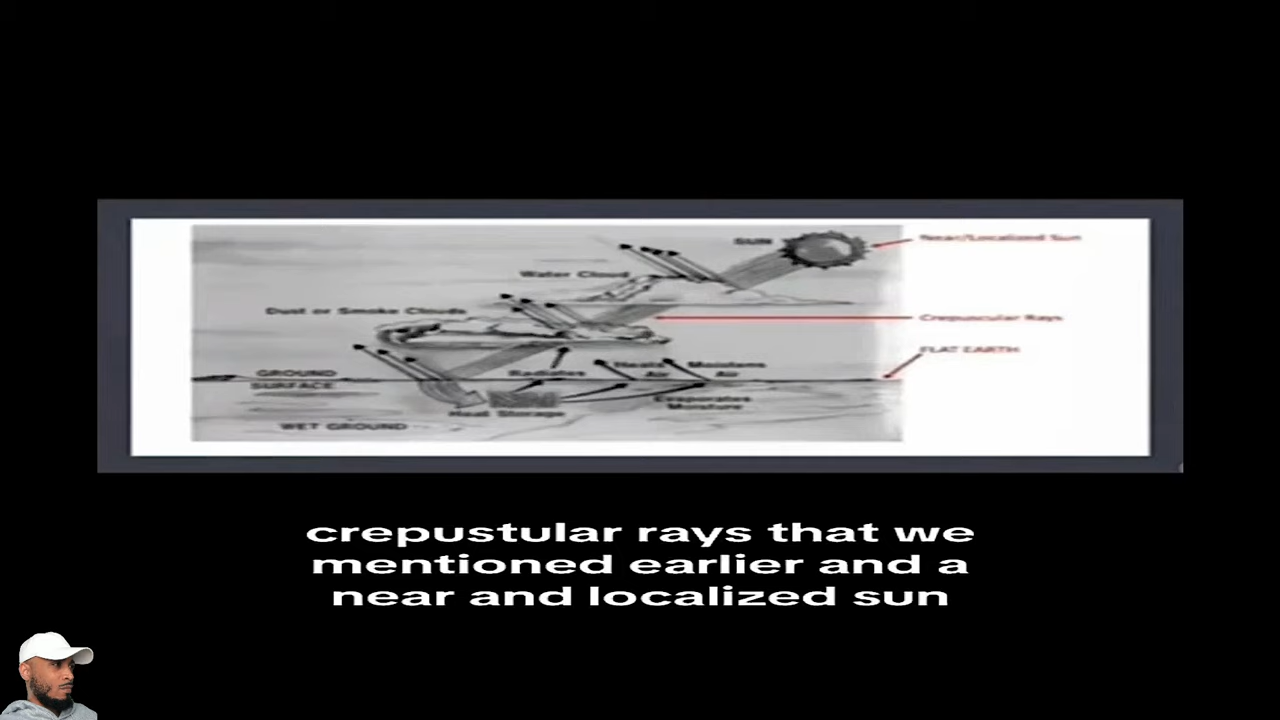 SUN
Near/Localized Sun
Water Cloud
Dust or Smoke Clouds
Crepuscular Rays
FLAT EARTH
GROUND
SURFACE
Radiates
Heats
Air
Moistens
Air
Heat Storage
Evaporates
Moisture
WET GROUND
crepustular rays that we
mentioned earlier and a
near and localized sun